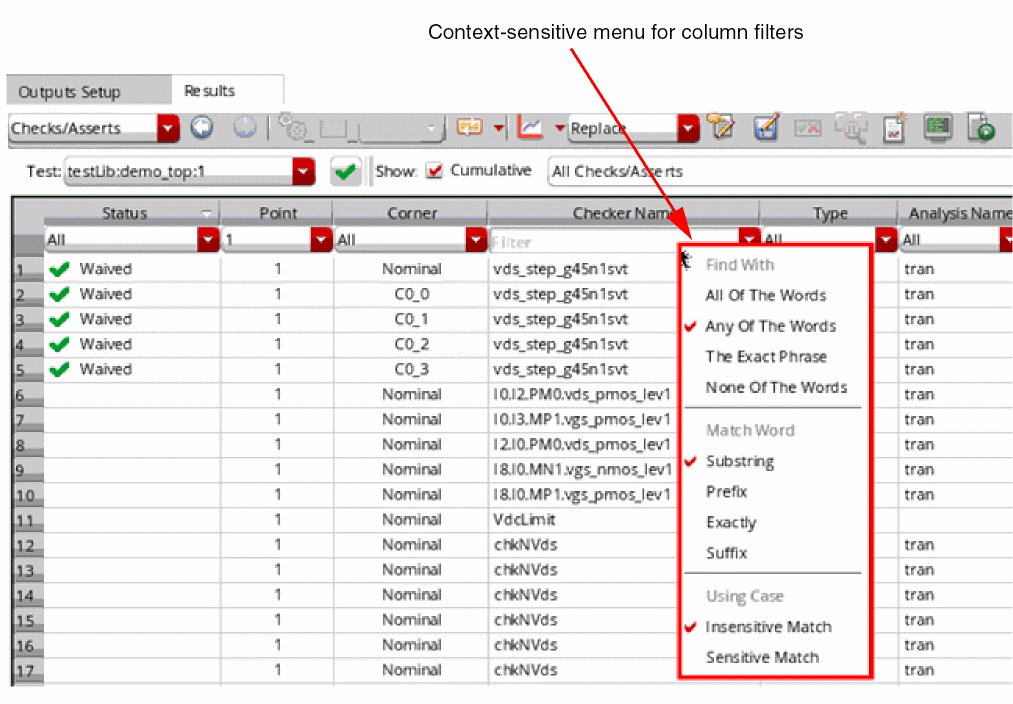 Context-sensitive menu for column filters
Outputs Setup Results
Checks/Asserts Replace
Test: testLib:demo_top:1 Show: Cumulative All Checks/Asserts
Status Point Corner Checker Name Type Analysis Name
All 1 All Filter All All
1 Waived 1 Nominal vds_step_g45n1svt tran
2 Waived 1 C0_0 vds_step_g45n1svt tran
3 Waived 1 C0_1 vds_step_g45n1svt tran
4 Waived 1 C0_2 vds_step_g45n1svt tran
5 Waived 1 C0_3 vds_step_g45n1svt tran
6 1 Nominal I0.I2.PM0.vds_pmos_lev1 tran
7 1 Nominal I0.I3.MP1.vgs_pmos_lev1 tran
8 1 Nominal I2.I0.PM0.vds_pmos_lev1 tran
9 1 Nominal I8.I0.MN1.vgs_nmos_lev1 tran
10 1 Nominal I8.I0.MP1.vgs_pmos_lev1 tran
11 1 Nominal VdcLimit
12 1 Nominal chkNVds tran
13 1 Nominal chkNVds tran
14 1 Nominal chkNVds tran
15 1 Nominal chkNVds tran
16 1 Nominal chkNVds tran
17 1 Nominal chkNVds tran
Find With
All Of The Words
Any Of The Words
The Exact Phrase
None Of The Words
Match Word
Substring
Prefix
Exactly
Suffix
Using Case
Insensitive Match
Sensitive Match